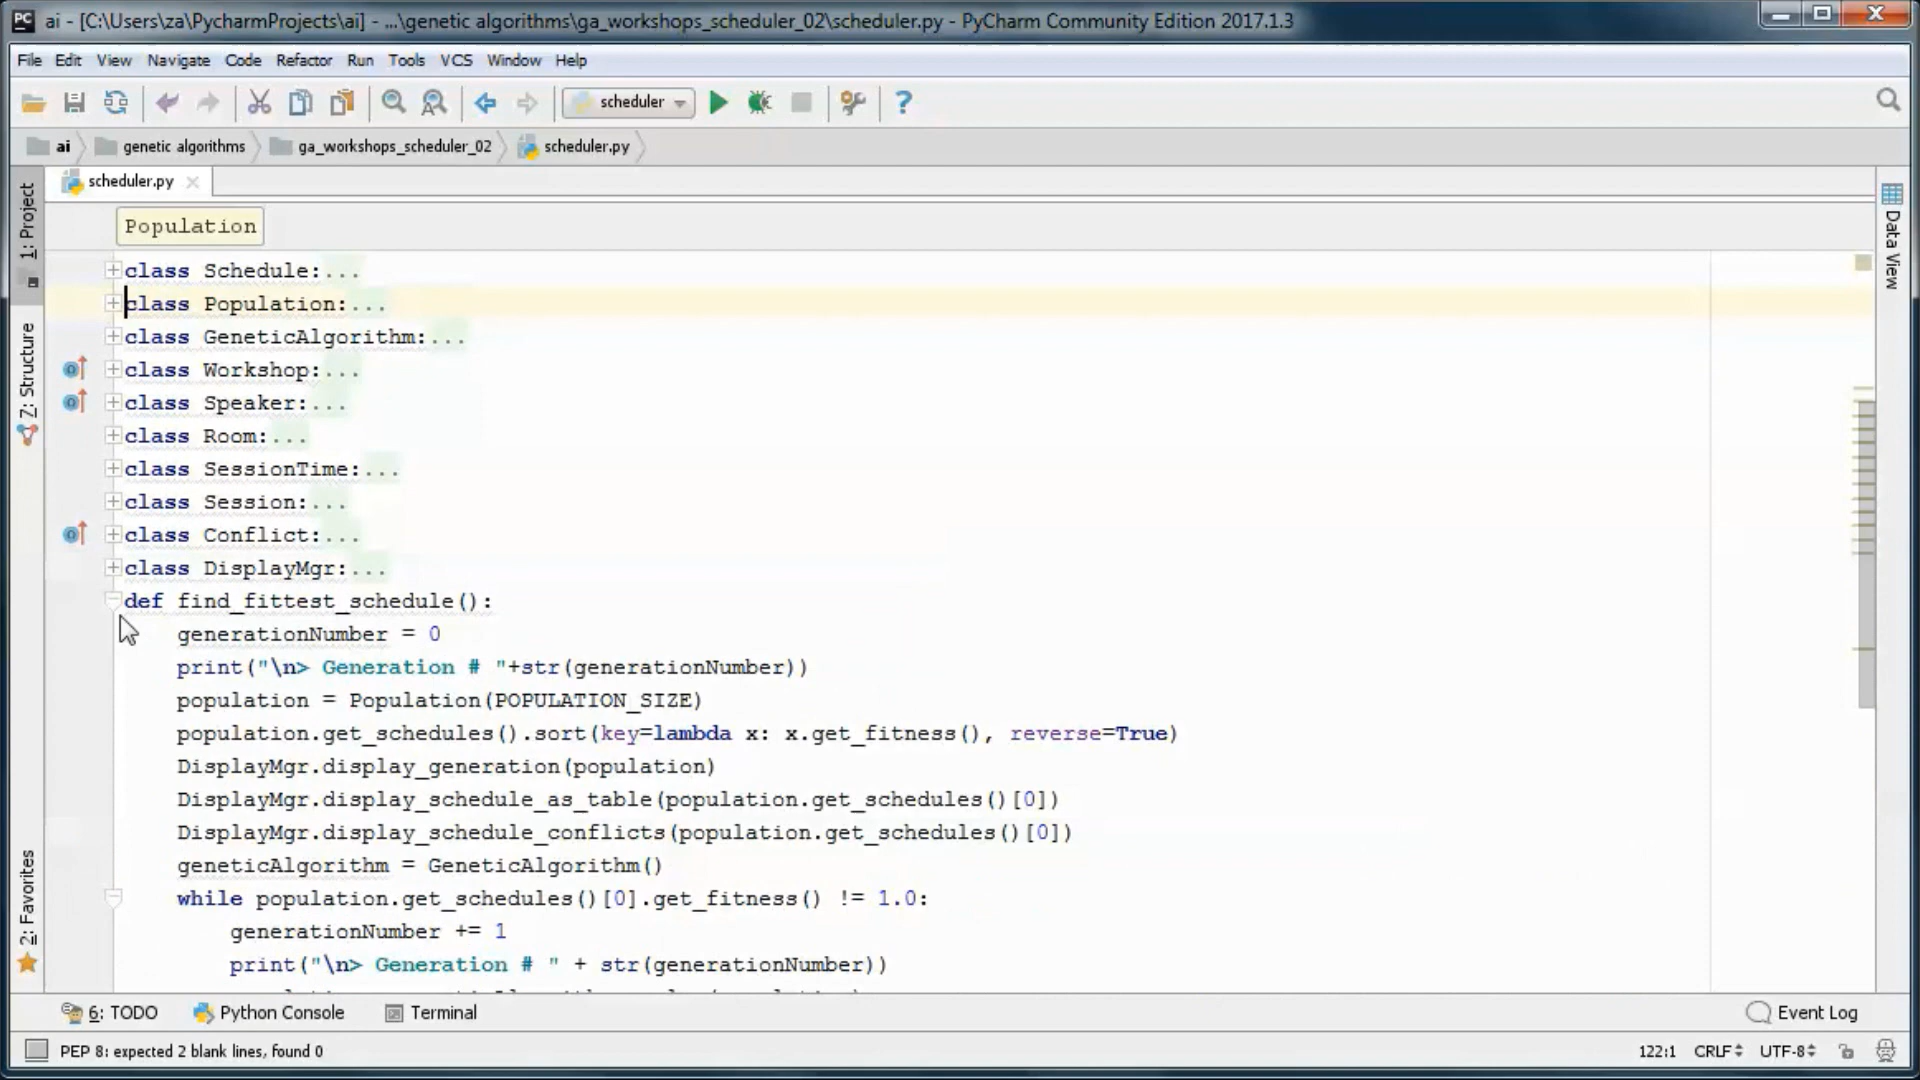 ai - [C:\Users\za\PycharmProjects\ai] - ...\genetic algorithms\ga_workshops_scheduler_02\scheduler.py - PyCharm Community Edition 2017.1.3
File Edit View Navigate Code Refactor Run Tools VCS Window Help
scheduler
ai genetic algorithms ga_workshops_scheduler_02 scheduler.py
scheduler.py
Population
1: Project
Z: Structure
2: Favorites
Data View
class Schedule:...
class Population:...
class GeneticAlgorithm:...
class Workshop:...
class Speaker:...
class Room:...
class SessionTime:...
class Session:...
class Conflict:...
class DisplayMgr:...
def find_fittest_schedule():
generationNumber = 0
print("\n> Generation # "+str(generationNumber))
population = Population(POPULATION_SIZE)
population.get_schedules().sort(key=lambda x: x.get_fitness(), reverse=True)
DisplayMgr.display_generation(population)
DisplayMgr.display_schedule_as_table(population.get_schedules()[0])
DisplayMgr.display_schedule_conflicts(population.get_schedules()[0])
geneticAlgorithm = GeneticAlgorithm()
while population.get_schedules()[0].get_fitness() != 1.0:
generationNumber += 1
print("\n> Generation # " + str(generationNumber))
6: TODO Python Console Terminal Event Log
PEP 8: expected 2 blank lines, found 0 122:1 CRLF UTF-8